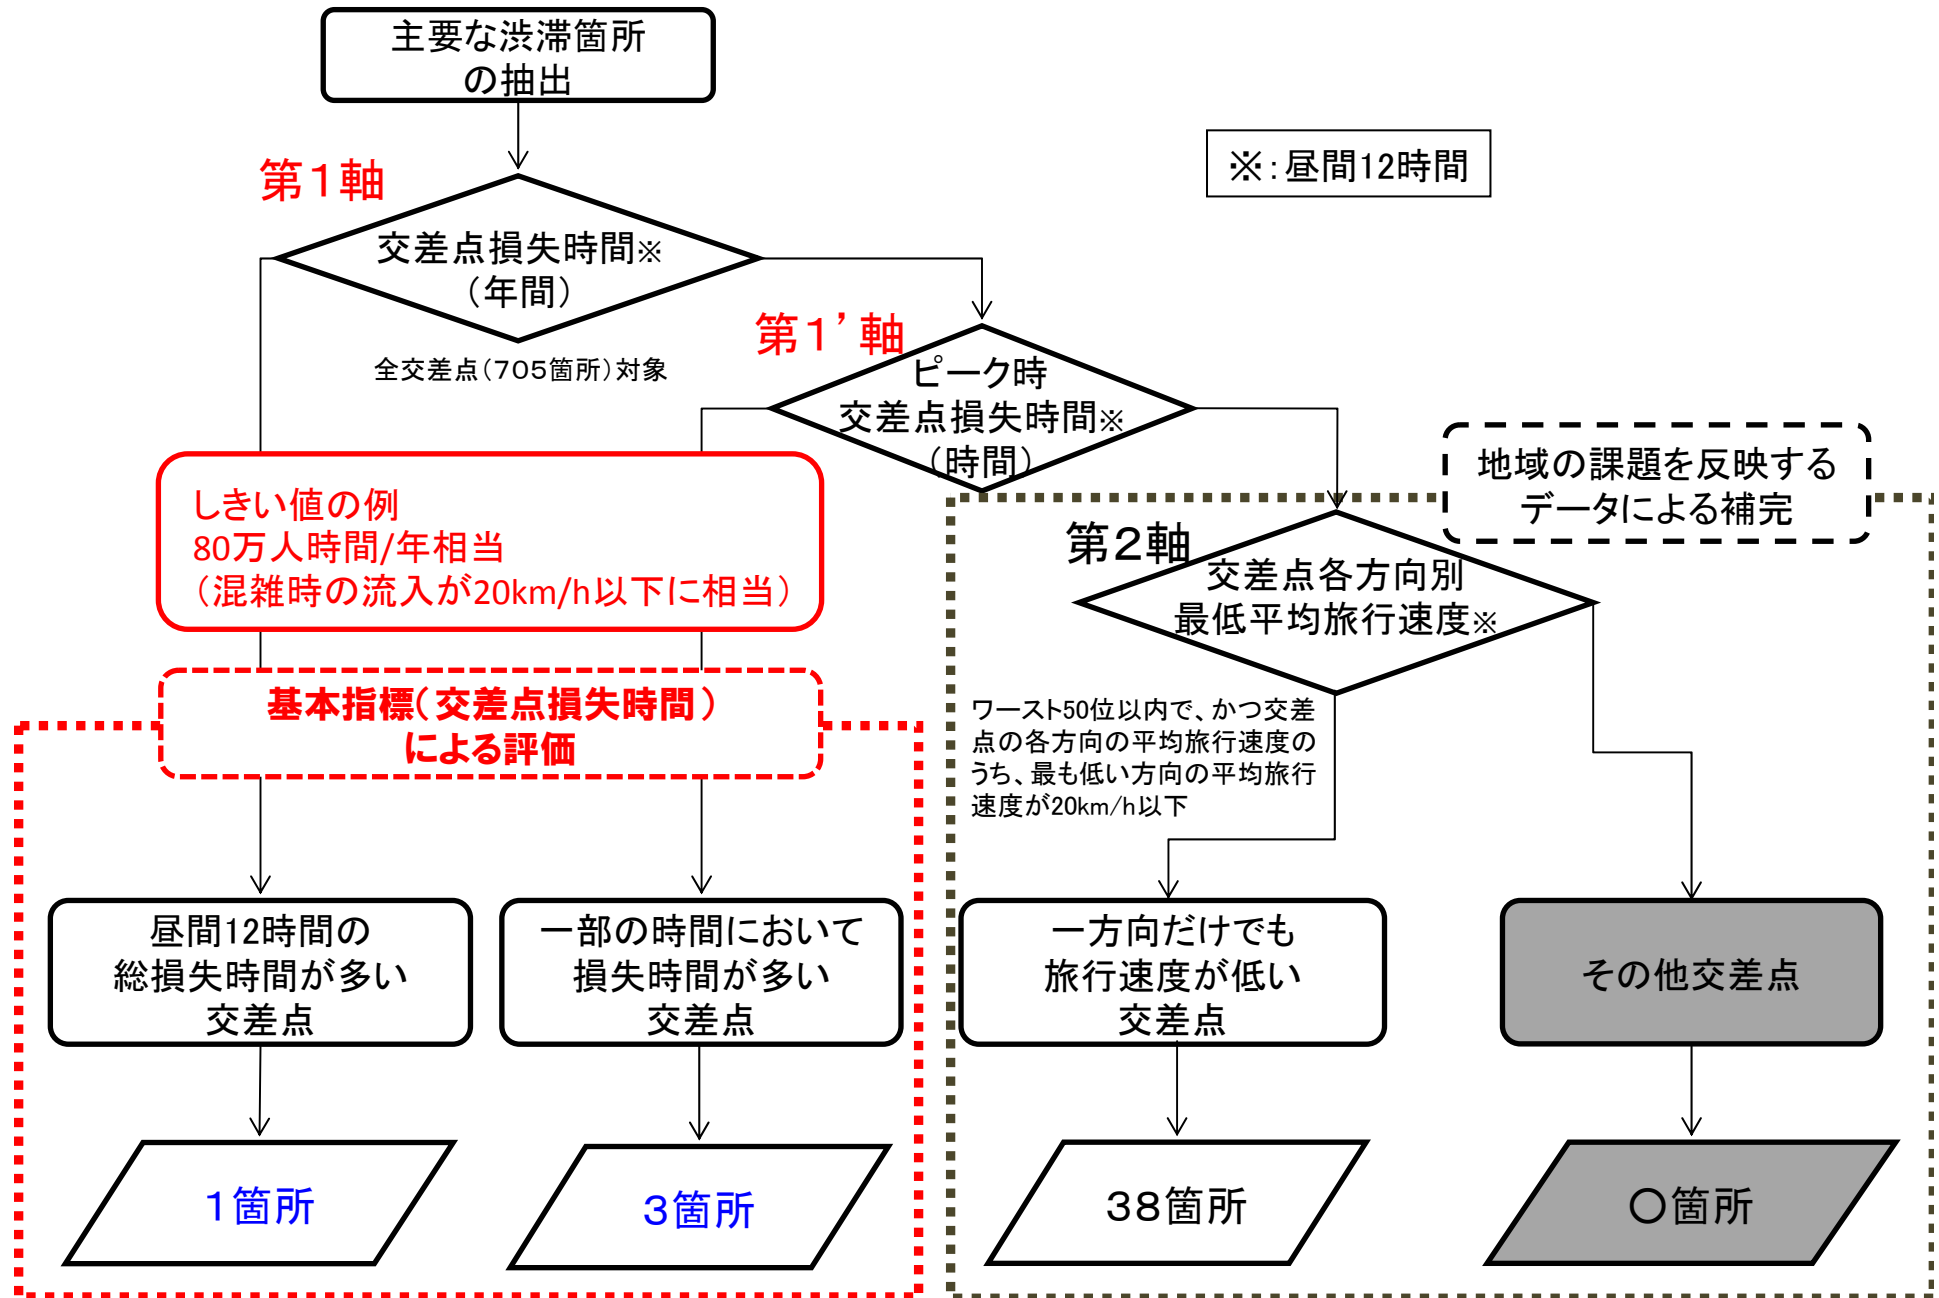 主要な渋滞箇所
の抽出
※：昼間12時間
第１軸
交差点損失時間※
（年間）
全交差点（７０５箇所）対象
第１’軸
ピーク時
交差点損失時間※
（時間）
しきい値の例
80万人時間/年相当
（混雑時の流入が20km/h以下に相当）
地域の課題を反映する
データによる補完
第２軸
交差点各方向別
最低平均旅行速度※
基本指標（交差点損失時間）
による評価
ワースト50位以内で、かつ交差
点の各方向の平均旅行速度の
うち、最も低い方向の平均旅行
速度が20km/h以下
昼間12時間の
総損失時間が多い
交差点
一部の時間において
損失時間が多い
交差点
一方向だけでも
旅行速度が低い
交差点
その他交差点
１箇所
３箇所
３８箇所
〇箇所